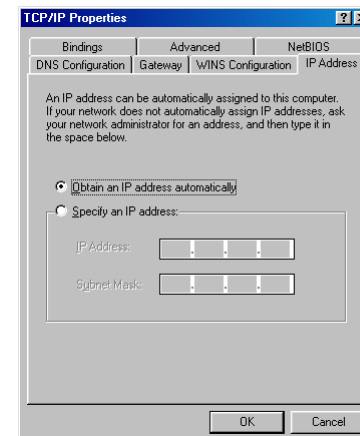 TCP/IP Properties
Bindings Advanced NetBIOS
DNS Configuration Gateway WINS Configuration IP Address
An IP address can be automatically assigned to this computer.
If your network does not automatically assign IP addresses, ask
your network administrator for an address, and then type it in
the space below.
Obtain an IP address automatically
Specify an IP address:
IP Address:
Subnet Mask:
OK Cancel